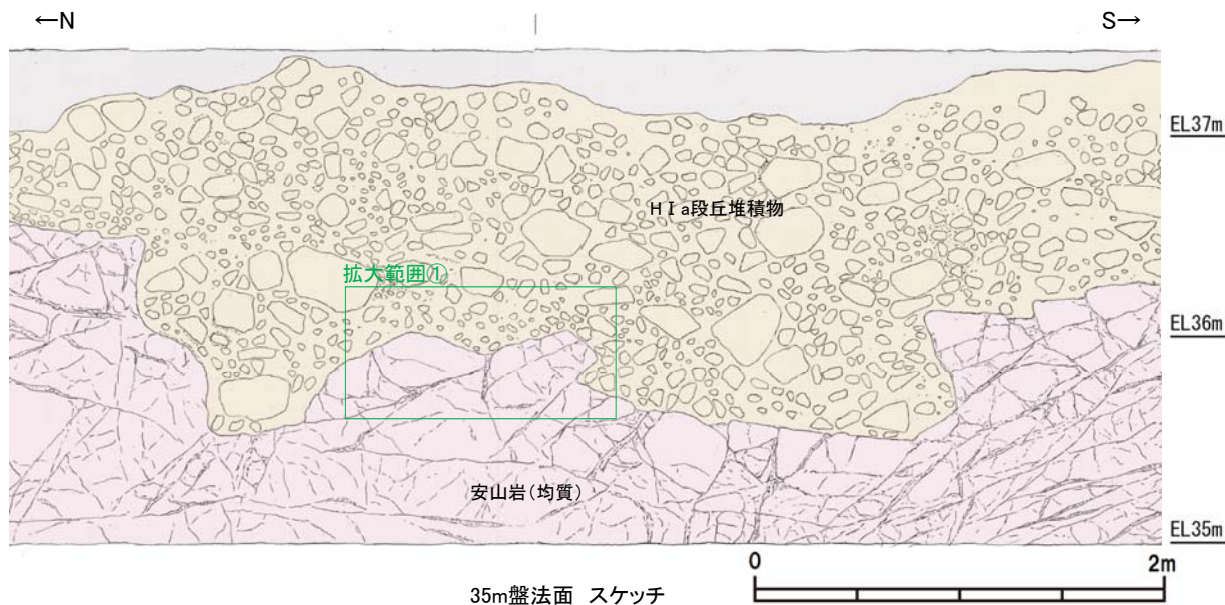 ←N
S→
EL37m
HⅠa段丘堆積物
拡大範囲①
EL36m
安山岩(均質)
EL35m
0
2m
35m盤法面 スケッチ